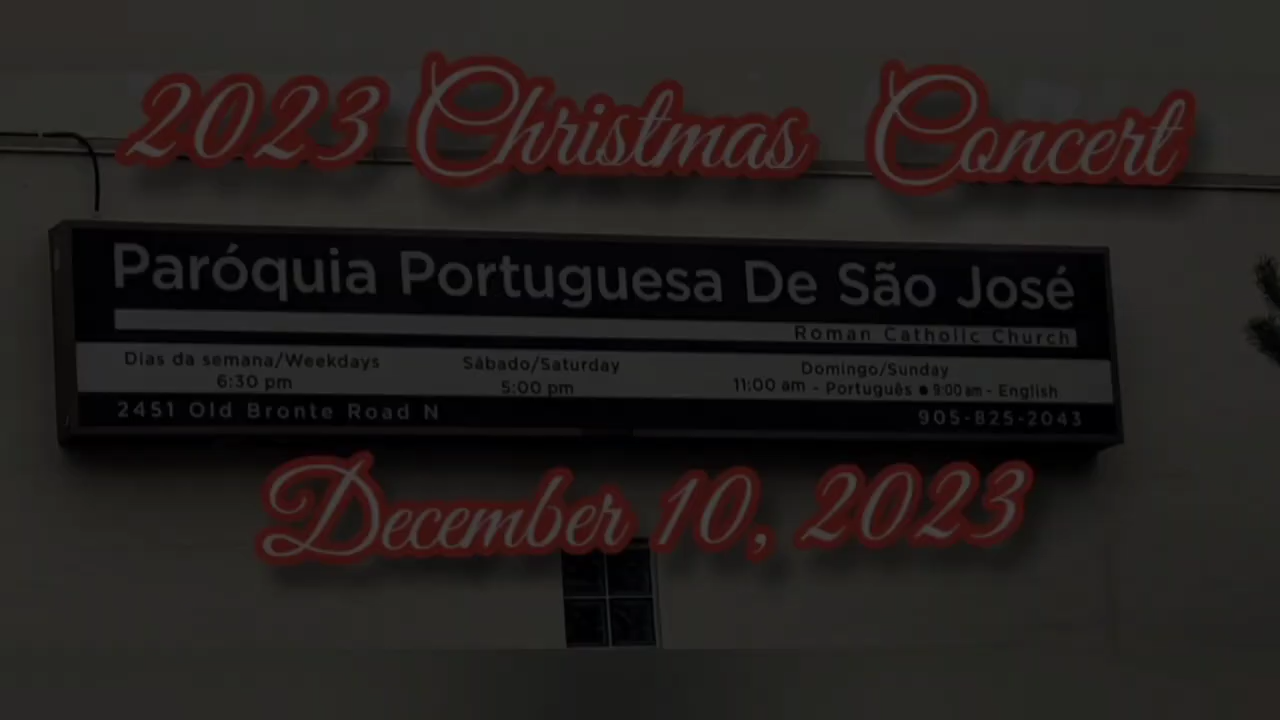 2023 Christmas Concert
Paróquia Portuguesa De São José
Roman Catholic Church
Dias da semana/Weekdays
6:30 pm
Sábado/Saturday
5:00 pm
Domingo/Sunday
11:00 am - Português ● 9:00 am - English
2451 Old Bronte Road N
905-825-2043
December 10, 2023